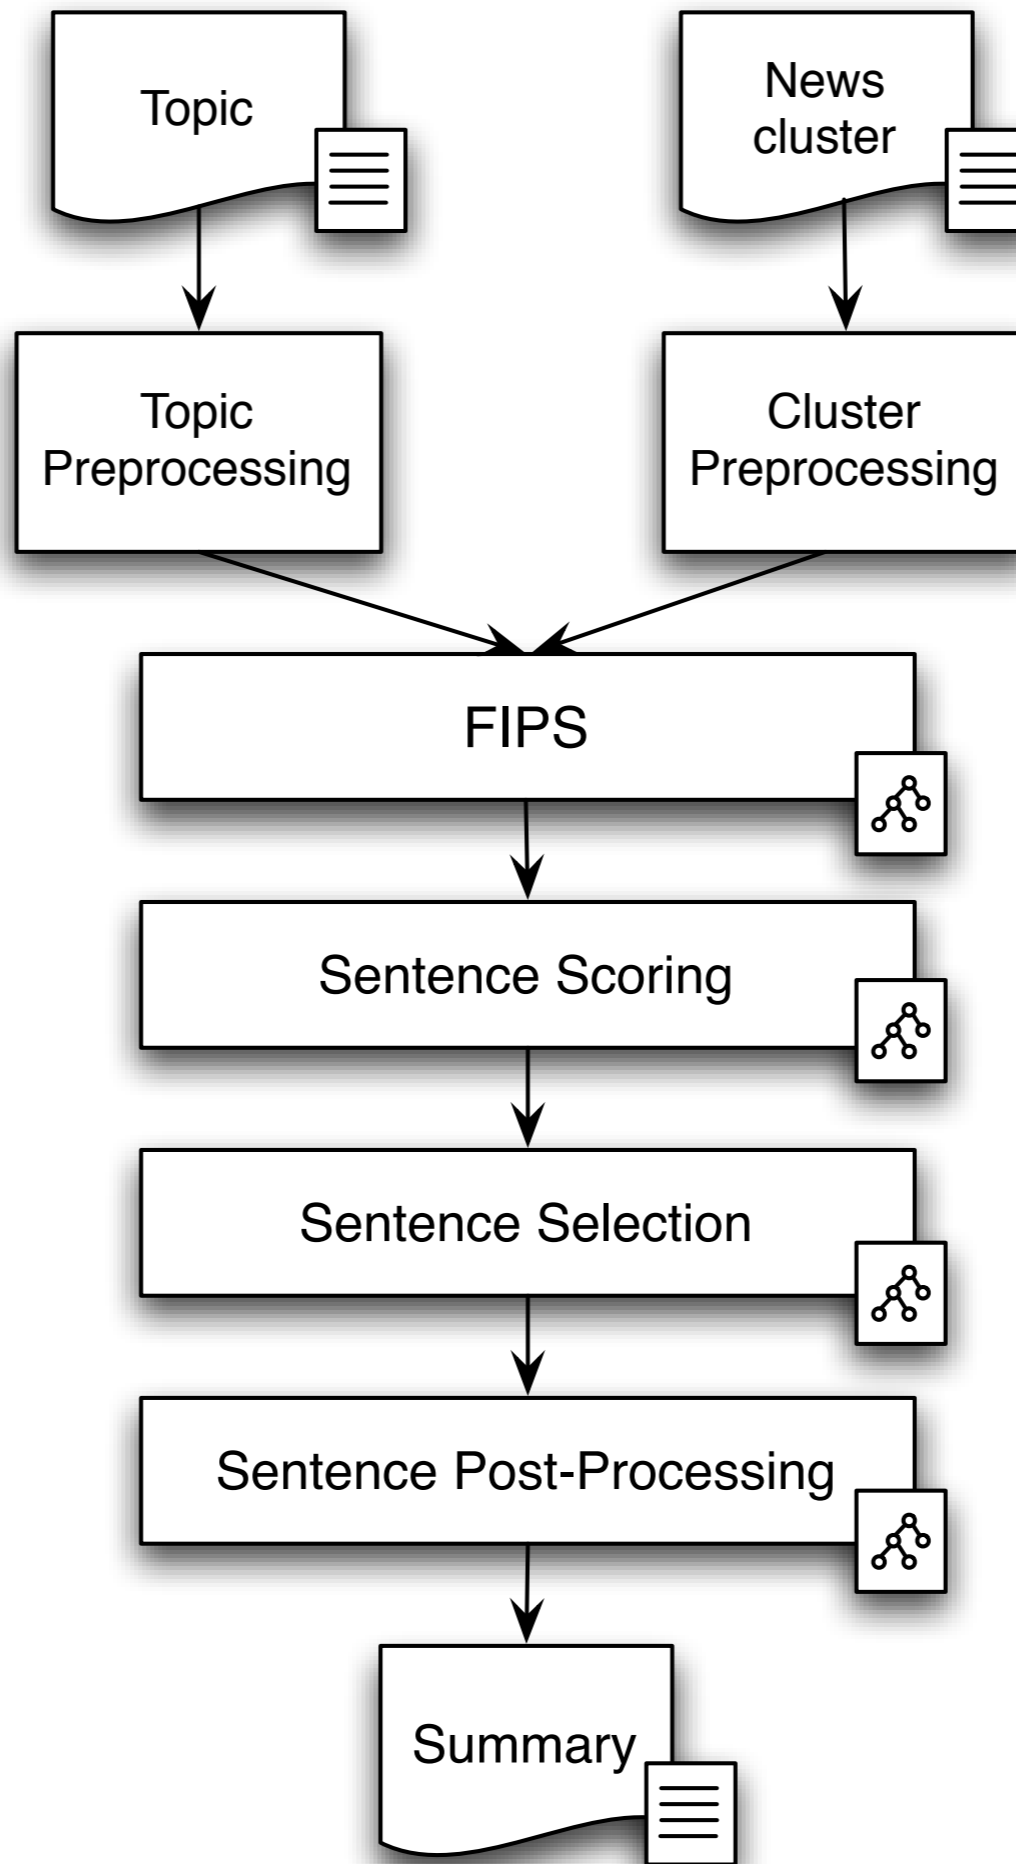 Topic
News
cluster
Topic
Preprocessing
Cluster
Preprocessing
FIPS
Sentence Scoring
Sentence Selection
Sentence Post-Processing
Summary